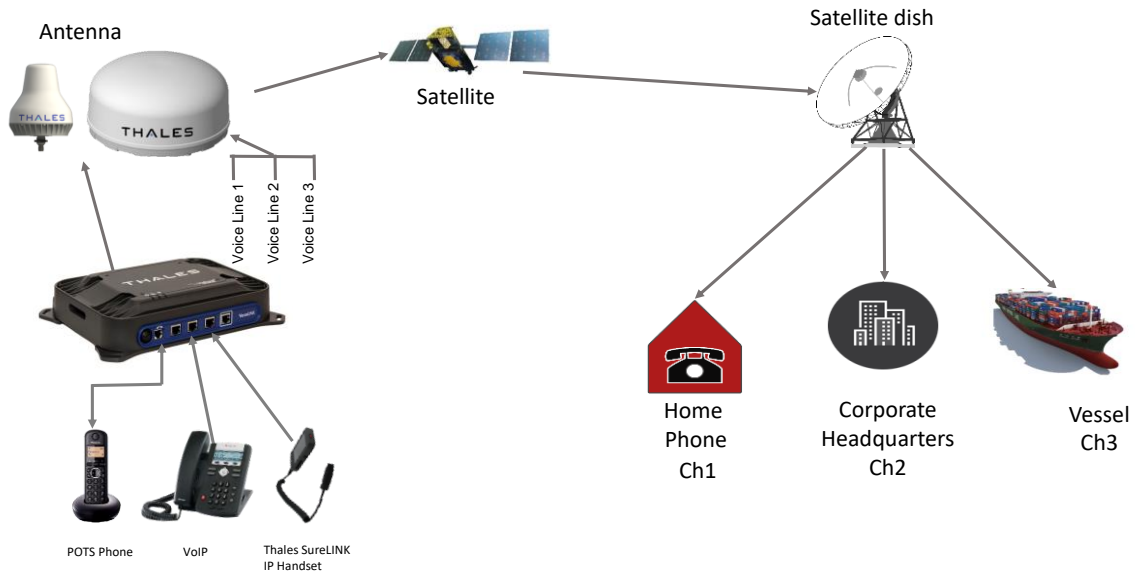 Antenna
Satellite
Satellite dish
THALES
THALES
Voice Line 1
Voice Line 2
Voice Line 3
THALES
Home
Phone
Ch1
Corporate
Headquarters
Ch2
Vessel
Ch3
POTS Phone
VoIP
Thales SureLINK
IP Handset